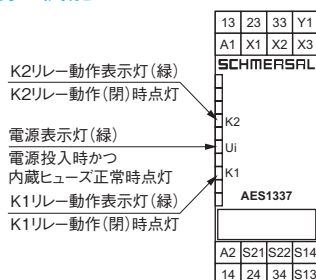 13 23 33 Y1
A1 X1 X2 X3
SCHMERSAL
K2リレー動作表示灯(緑)
K2リレー動作(閉)時点灯
K2
電源表示灯(緑)
電源投入時かつ
内蔵ヒューズ正常時点灯
Ui
K1リレー動作表示灯(緑)
K1リレー動作(閉)時点灯
K1
AES1337
A2 S21 S22 S14
14 24 34 S13